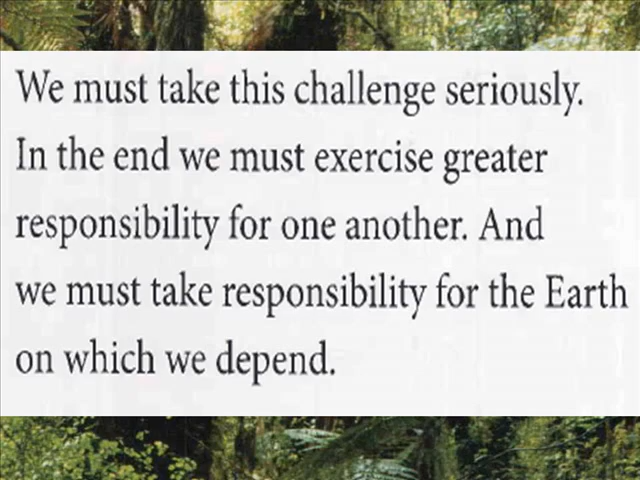 We must take this challenge seriously.
In the end we must exercise greater
responsibility for one another. And
we must take responsibility for the Earth
on which we depend.